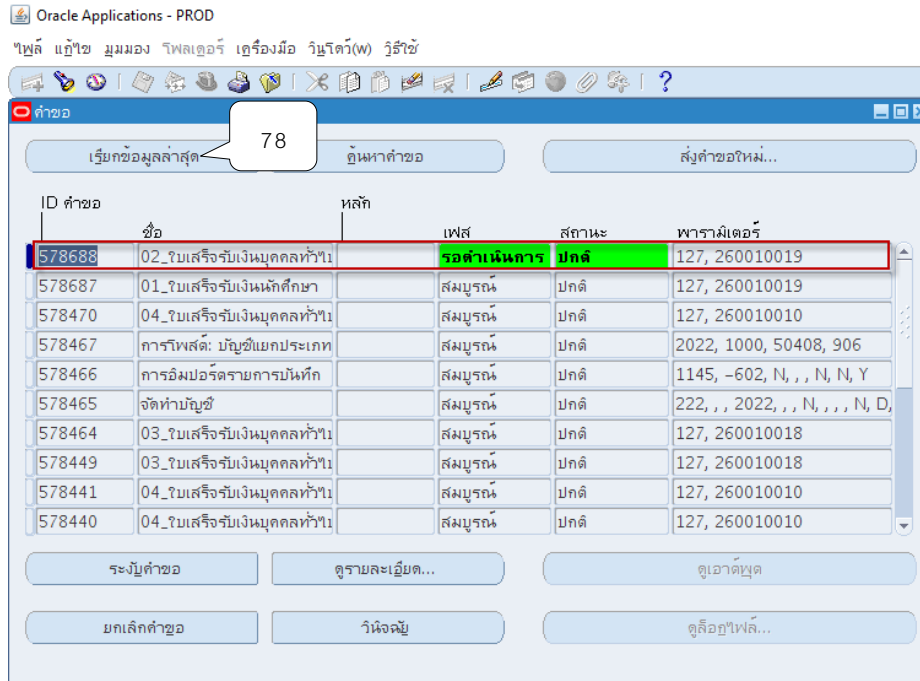 Oracle Applications - PROD
ไฟล์ แก้ไข มุมมอง โฟลเดอร์ เครื่องมือ วินโดว์(w) วิธีใช้
?
คำขอ
78
เรียกข้อมูลล่าสุด ค้นหาคำขอ ส่งคำขอใหม่...
ID คำขอ หลัก
ชื่อ เฟส สถานะ พารามิเตอร์
578688 02_ใบเสร็จรับเงินบุคคลทั่วไป รอดำเนินการ ปกติ 127, 260010019
578687 01_ใบเสร็จรับเงินนักศึกษา สมบูรณ์ ปกติ 127, 260010019
578470 04_ใบเสร็จรับเงินบุคคลทั่วไป สมบูรณ์ ปกติ 127, 260010010
578467 การโพสต์: บัญชีแยกประเภท สมบูรณ์ ปกติ 2022, 1000, 50408, 906
578466 การอิมปอร์ตรายการบันทึก สมบูรณ์ ปกติ 1145, -602, N, , , N, N, Y
578465 จัดทำบัญชี สมบูรณ์ ปกติ 222, , , 2022, , , N, , , , N, D,
578464 03_ใบเสร็จรับเงินบุคคลทั่วไป สมบูรณ์ ปกติ 127, 260010018
578449 03_ใบเสร็จรับเงินบุคคลทั่วไป สมบูรณ์ ปกติ 127, 260010018
578441 04_ใบเสร็จรับเงินบุคคลทั่วไป สมบูรณ์ ปกติ 127, 260010010
578440 04_ใบเสร็จรับเงินบุคคลทั่วไป สมบูรณ์ ปกติ 127, 260010010
ระงับคำขอ ดูรายละเอียด... ดูเอาต์พุต
ยกเลิกคำขอ วินิจฉัย ดูล็อกไฟล์...